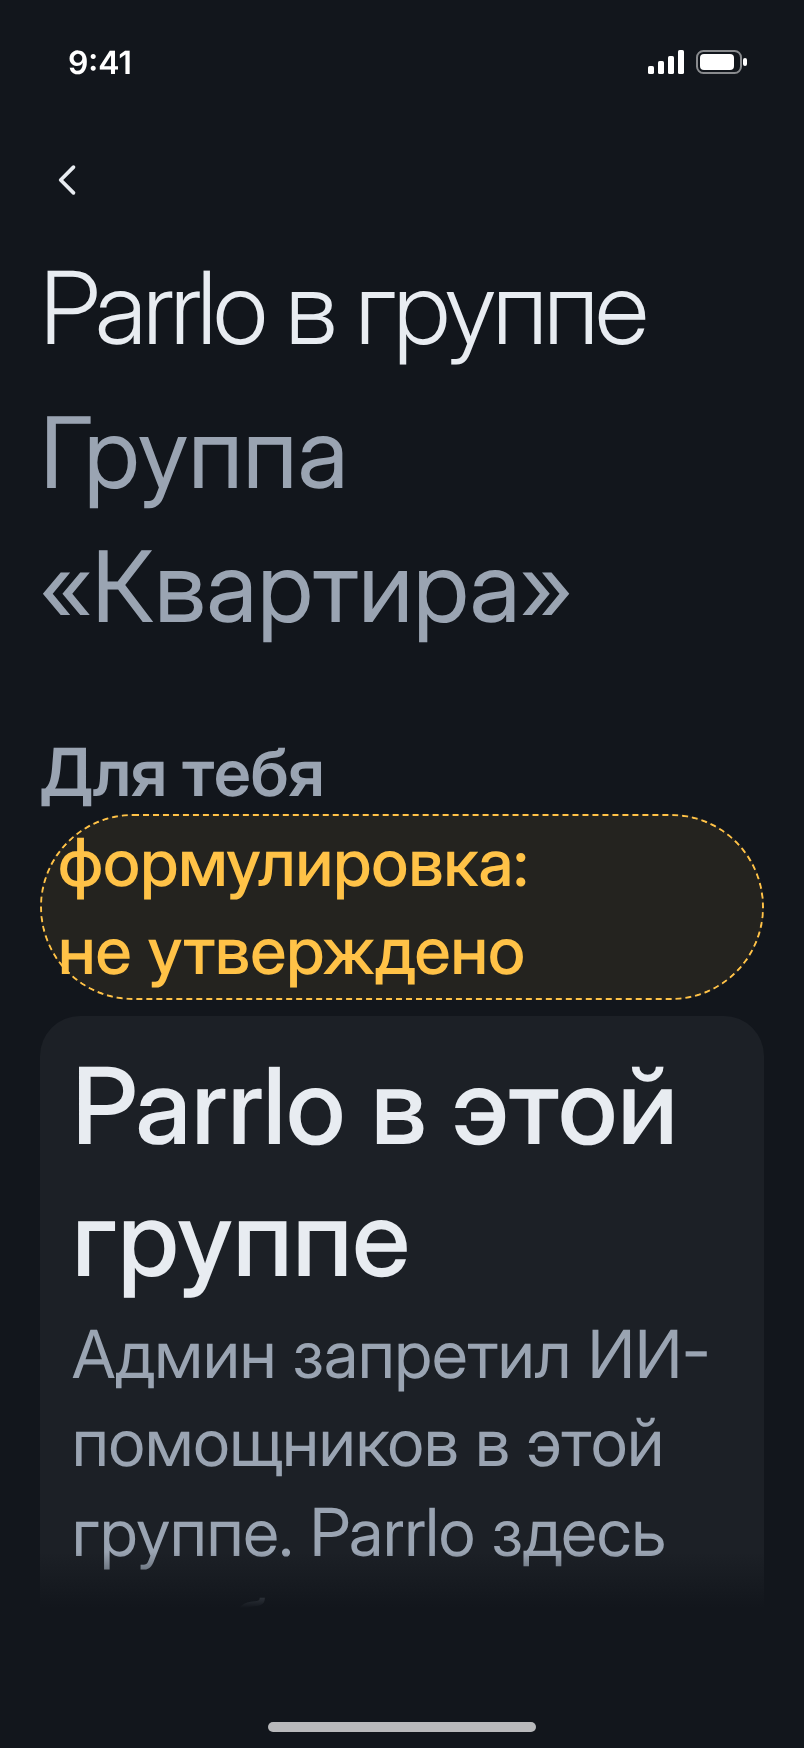 9:41
Parrlo в группе
Группа
«Квартира»
Для тебя
формулировка:
не утверждено
Parrlo в этой
группе
Админ запретил ИИ-
помощников в этой
группе. Parrlo здесь